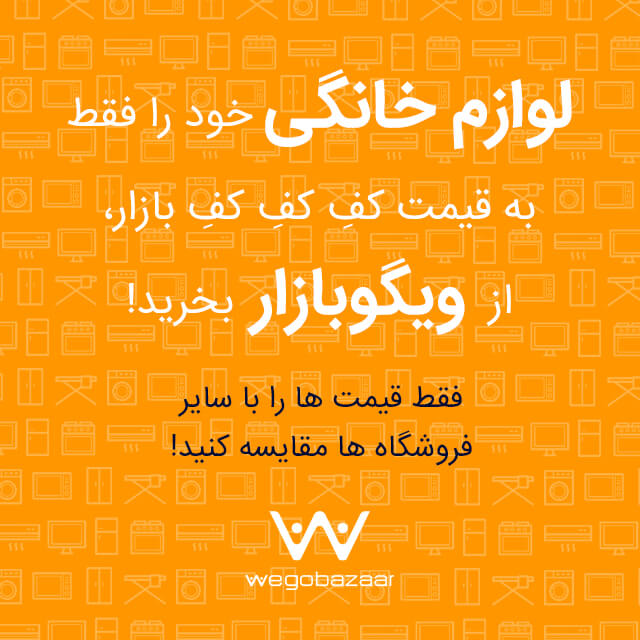 لوازم خانگی خود را فقط
به قیمت کفِ کفِ کفِ بازار،
از ویگوبازار بخرید!
فقط قیمت ها را با سایر
فروشگاه ها مقایسه کنید!
wegobazaar